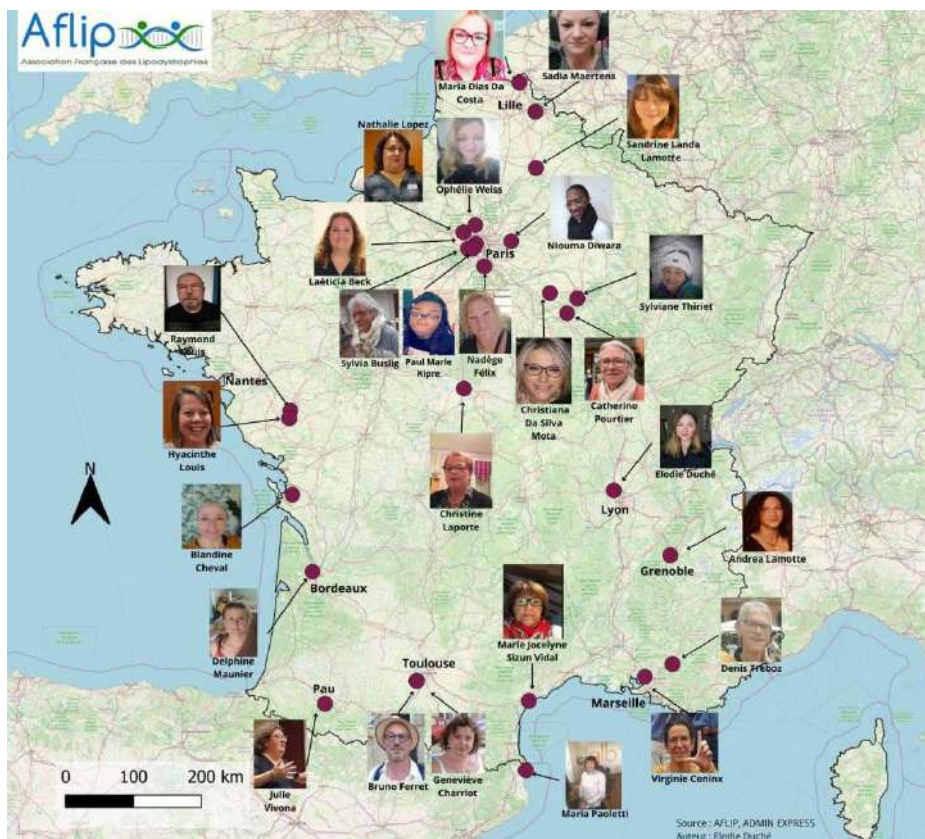 Aflip
Association Française des Lipodystrophies
Maria Dias Da
Costa
Lille
Sadia Maertens
Sandrine Landa
Lamotte
Nathalie Lopez
Ophélie Weiss
Niouma Diwara
Paris
Laëticia Beck
Sylviane Thiriet
Raymond
Louis
Sylvia Buslig
Paul Marie
Kipre
Nadège
Félix
Nantes
Christiana
Da Silva
Mota
Catherine
Pourtier
Hyacinthe
Louis
Elodie Duché
N
Christine
Laporte
Lyon
Blandine
Cheval
Andrea Lamotte
Grenoble
Bordeaux
Delphine
Maunier
Marie Jocelyne
Sizun Vidal
Denis Treboz
Toulouse
Pau
Marseille
Julie
Vivona
Bruno Ferret
Geneviève
Charriot
Virginie Coninx
Maria Paoletti
0 100 200 km
Source : AFLIP, ADMIN EXPRESS
Auteur : Elodie Duché